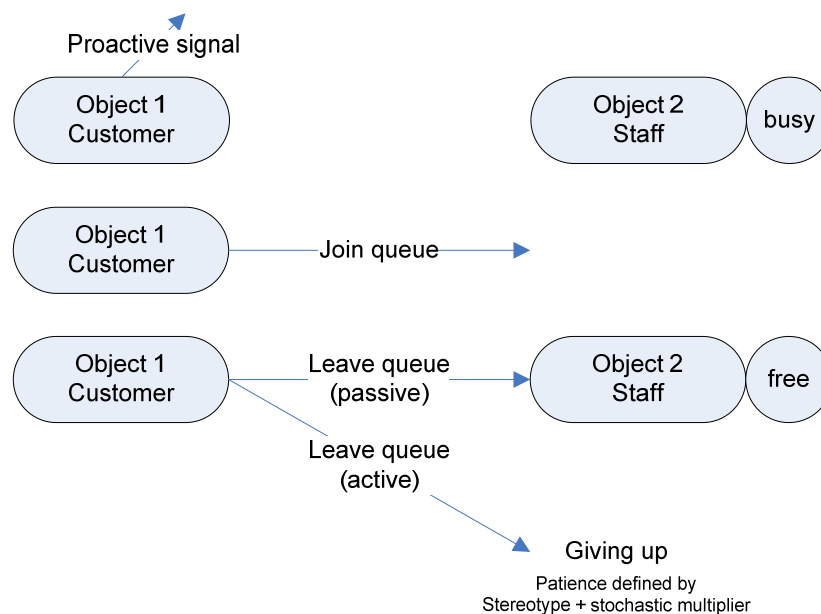 Proactive signal
Object 1
Customer
Object 2
Staff
busy
Object 1
Customer
Join queue
Object 1
Customer
Leave queue
(passive)
Object 2
Staff
free
Leave queue
(active)
Giving up
Patience defined by
Stereotype + stochastic multiplier